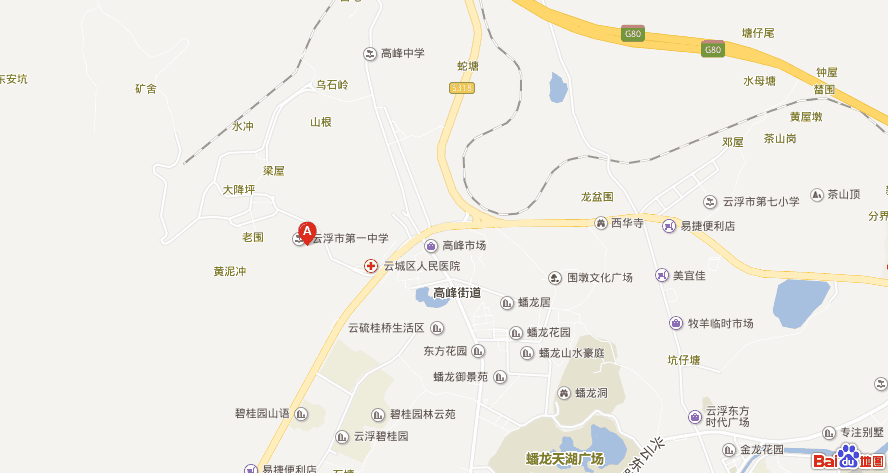 G80
塘仔尾
G80
高峰中学
蛇塘
钟屋
东安坑
水母塘
矿舍
乌石岭
S318
替围
黄屋墩
山根
水冲
茶山岗
邓屋
梁屋
大降坪
龙盆围
云浮市第七小学
茶山顶
分界
西华寺
易捷便利店
A
老围
云浮市第一中学
高峰市场
云城区人民医院
黄泥冲
围墩文化广场
美宜佳
高峰街道
蟠龙居
云硫桂桥生活区
蟠龙花园
牧羊临时市场
东方花园
蟠龙山水豪庭
坑仔塘
蟠龙御景苑
蟠龙洞
碧桂园山语
碧桂园林云苑
云浮东方
时代广场
云浮碧桂园
兴云东
专注别墅
金龙花园
蟠龙天湖广场
易捷便利店
石塘
Baidu地图